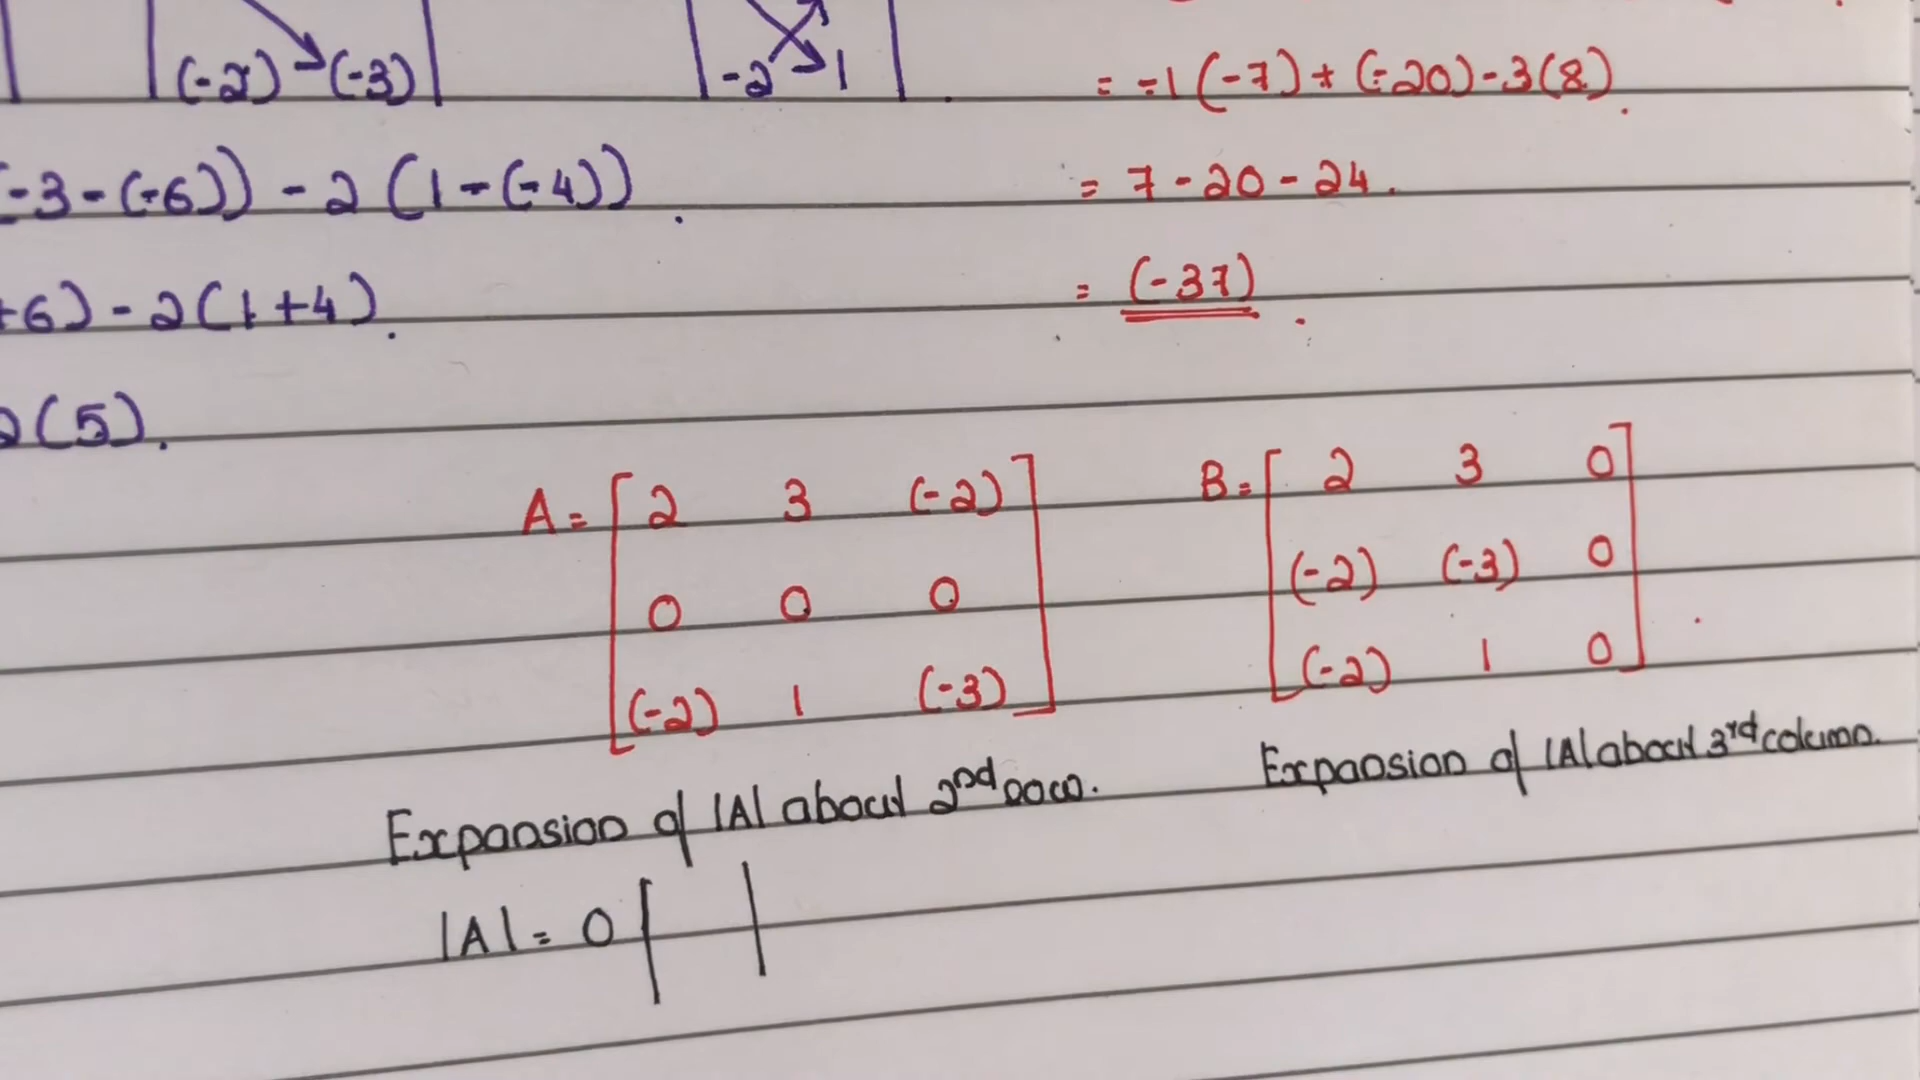 (-2) (-3)
-2 1
= -1(-7) + (-20) - 3(8).
-3-(-6)) - 2(1-(-4)).
= 7 - 20 - 24.
+6) - 2(1+4).
= (-37)
2(5).
A = [ 2 3 (-2)
0 0 0
(-2) 1 (-3) ]
B = [ 2 3 0
(-2) (-3) 0
(-2) 1 0 ]
Expansion of |A| about 2nd row.
Expansion of |A| about 3rd column.
|A| = 0 | |